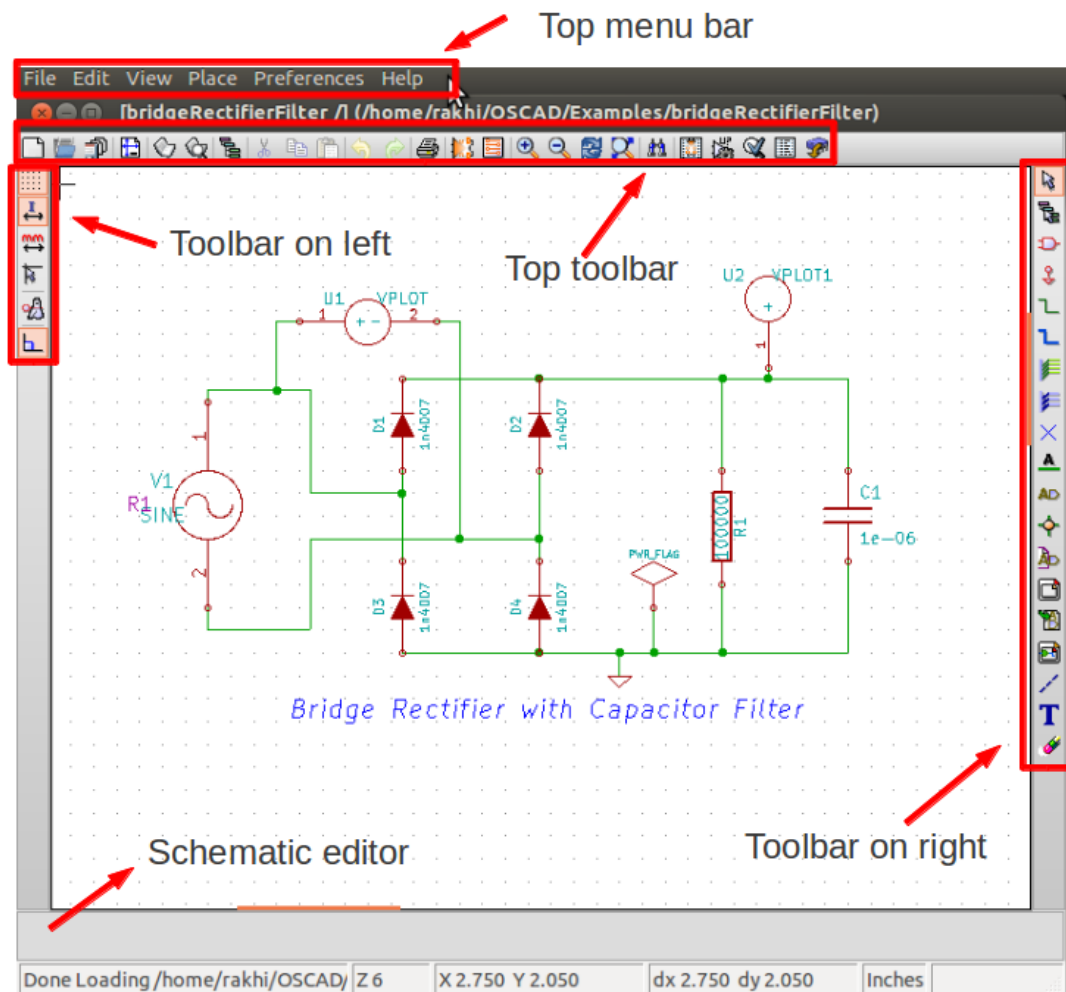 Top menu bar
File Edit View Place Preferences Help
[bridgeRectifierFilter /] (/home/rakhi/OSCAD/Examples/bridgeRectifierFilter)
Toolbar on left
Top toolbar
U1 VPLOT
1 + - 2
U2 VPLOT1
+
1
D1 1n4007
D2 1n4007
1
V1
R1
SINE
2
100000
R1
C1
1e-06
PWR_FLAG
D3 1n4007
D4 1n4007
Bridge Rectifier with Capacitor Filter
Schematic editor
Toolbar on right
Done Loading /home/rakhi/OSCAD/ Z 6 X 2.750 Y 2.050 dx 2.750 dy 2.050 Inches